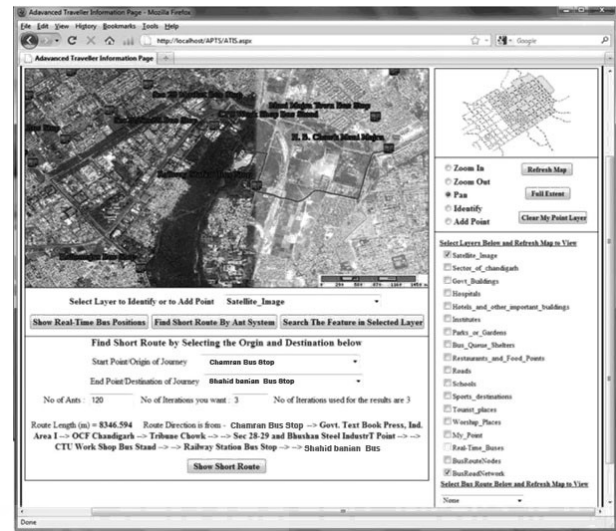 Adavanced Traveller Information Page - Mozilla Firefox
File Edit View History Bookmarks Tools Help
http://localhost/APTS/ATIS.aspx
Google
Adavanced Traveller Information Page
Mani Majra Town Bus Stop
CTU Work Shop Bus Stand
N. B. Chowk Mani Majra
Zoom In
Zoom Out
Pan
Identify
Add Point
Refresh Map
Full Extent
Clear My Point Layer
Select Layers Below and Refresh Map to View
Satellite_Image
Sector_of_chandigarh
Govt_Buildings
Hospitals
Hotels_and_other_important_buildings
Institutes
Parks_or_Gardens
Bus_Queue_Shelters
Restaurants_and_Food_Points
Roads
Schools
Sports_destinations
Tourist_places
Worship_Places
My_Point
Real-Time_Buses
BusRouteNodes
BusRoadNetwork
Select Bus Route Below and Refresh Map to View
None
Select Layer to Identify or to Add Point Satellite_Image
Show Real-Time Bus Positions Find Short Route By Ant System Search The Feature in Selected Layer
Find Short Route by Selecting the Orgin and Destination below
Start Point/Origin of Journey Chamran Bus Stop
End Point/Destination of Journey Shahid banian Bus Stop
No of Ants : 120 No of Iterations you want : 3 No of Iterations used for the results are 3
Route Length (m) = 8346.594 Route Direction is from - Chamran Bus Stop --> Govt. Text Book Press, Ind.
Area I --> OCF Chandigarh --> Tribune Chowk --> --> Sec 28-29 and Bhushan Steel IndustrT Point --> -->
CTU Work Shop Bus Stand --> --> Railway Station Bus Stop --> --> Shahid banian Bus
Show Short Route
Done